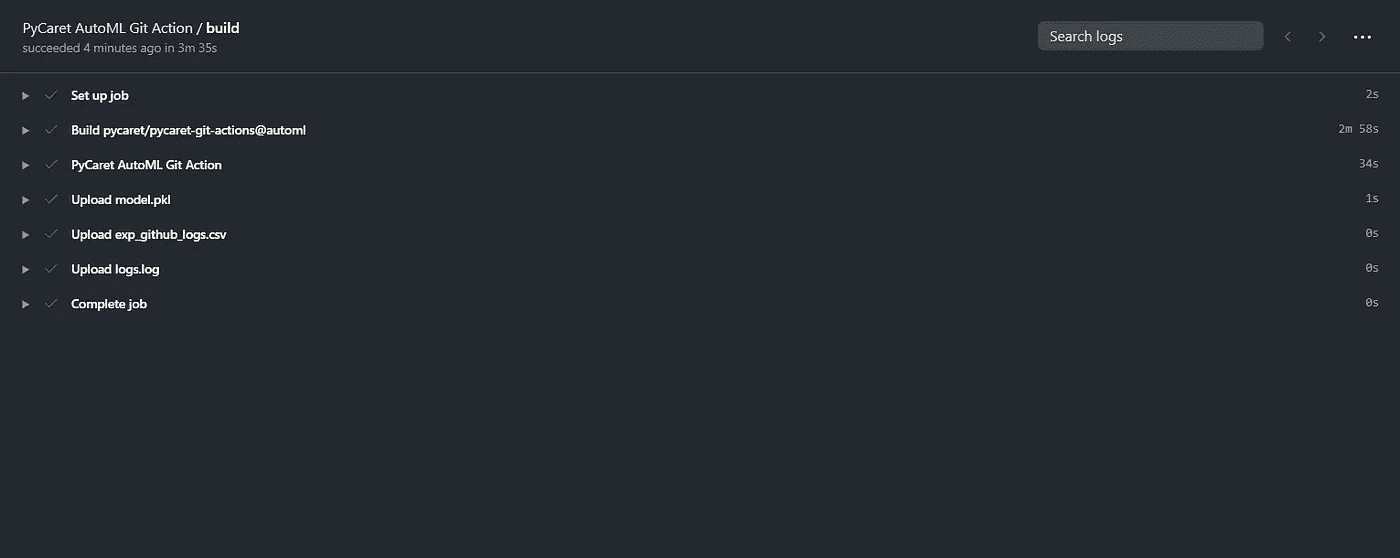 PyCaret AutoML Git Action / build
succeeded 4 minutes ago in 3m 35s
Search logs
Set up job 2s
Build pycaret/pycaret-git-actions@automl 2m 58s
PyCaret AutoML Git Action 34s
Upload model.pkl 1s
Upload exp_github_logs.csv 0s
Upload logs.log 0s
Complete job 0s